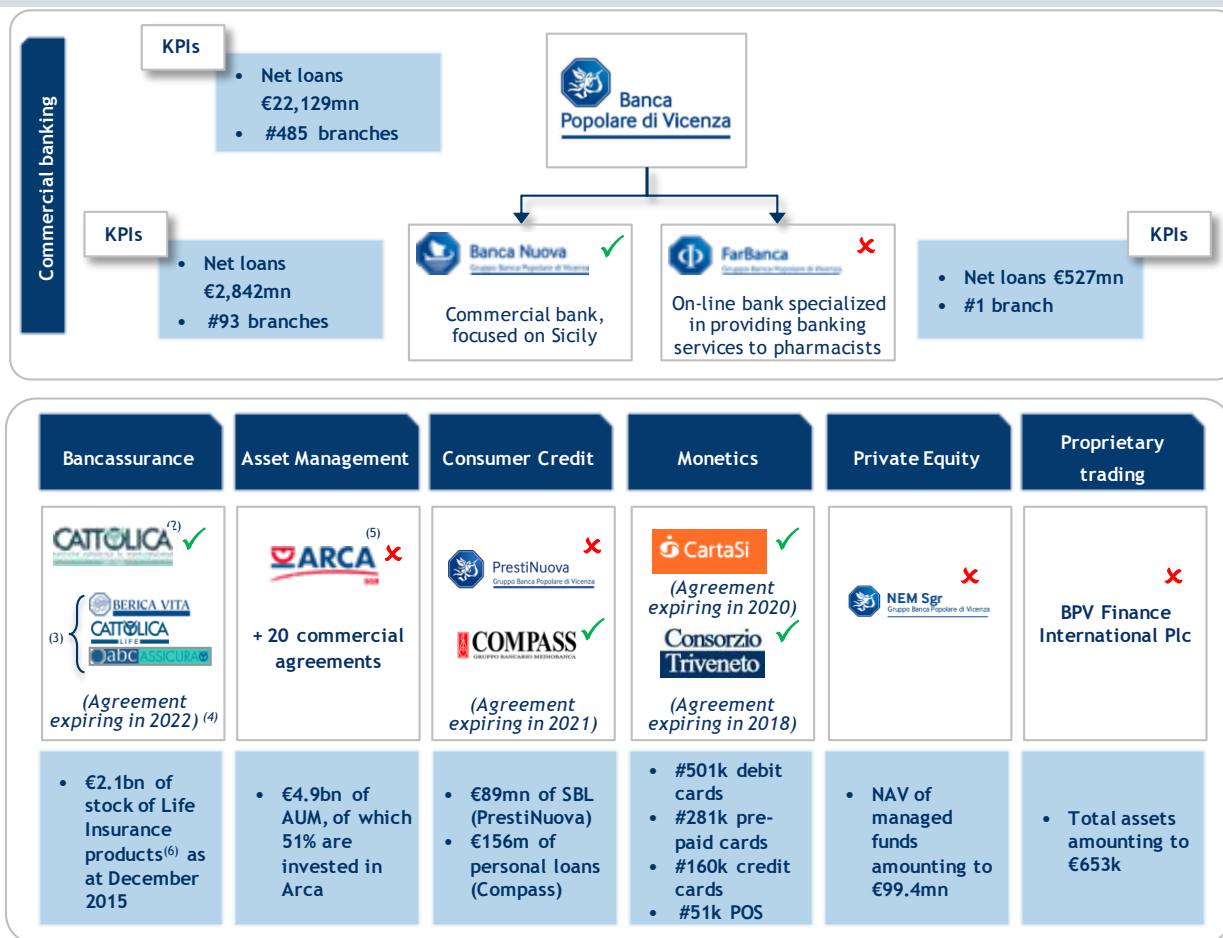 Commercial banking
KPIs
• Net loans
€22,129mn
• #485 branches
Banca
Popolare di Vicenza
KPIs
• Net loans
€2,842mn
• #93 branches
Banca Nuova
Gruppo Banca Popolare di Vicenza
Commercial bank,
focused on Sicily
FarBanca
Gruppo Banca Popolare di Vicenza
On-line bank specialized
in providing banking
services to pharmacists
KPIs
• Net loans €527mn
• #1 branch
Bancassurance
CATTOLICA
(3)
BERICA VITA
CATTOLICA
LIFE
abc ASSICURA
(Agreement
expiring in 2022) (4)
• €2.1bn of
stock of Life
Insurance
products(6) as
at December
2015
Asset Management
ARCA (5)
SGR
+ 20 commercial
agreements
• €4.9bn of
AUM, of which
51% are
invested in
Arca
Consumer Credit
PrestiNuova
Gruppo Banca Popolare di Vicenza
COMPASS
GRUPPO BANCARIO MEDIOBANCA
(Agreement
expiring in 2021)
• €89mn of SBL
(PrestiNuova)
• €156m of
personal loans
(Compass)
Monetics
CartaSi
(Agreement
expiring in 2020)
Consorzio
Triveneto
(Agreement
expiring in 2018)
• #501k debit
cards
• #281k pre-
paid cards
• #160k credit
cards
• #51k POS
Private Equity
NEM Sgr
Gruppo Banca Popolare di Vicenza
• NAV of
managed
funds
amounting to
€99.4mn
Proprietary
trading
BPV Finance
International Plc
• Total assets
amounting to
€653k